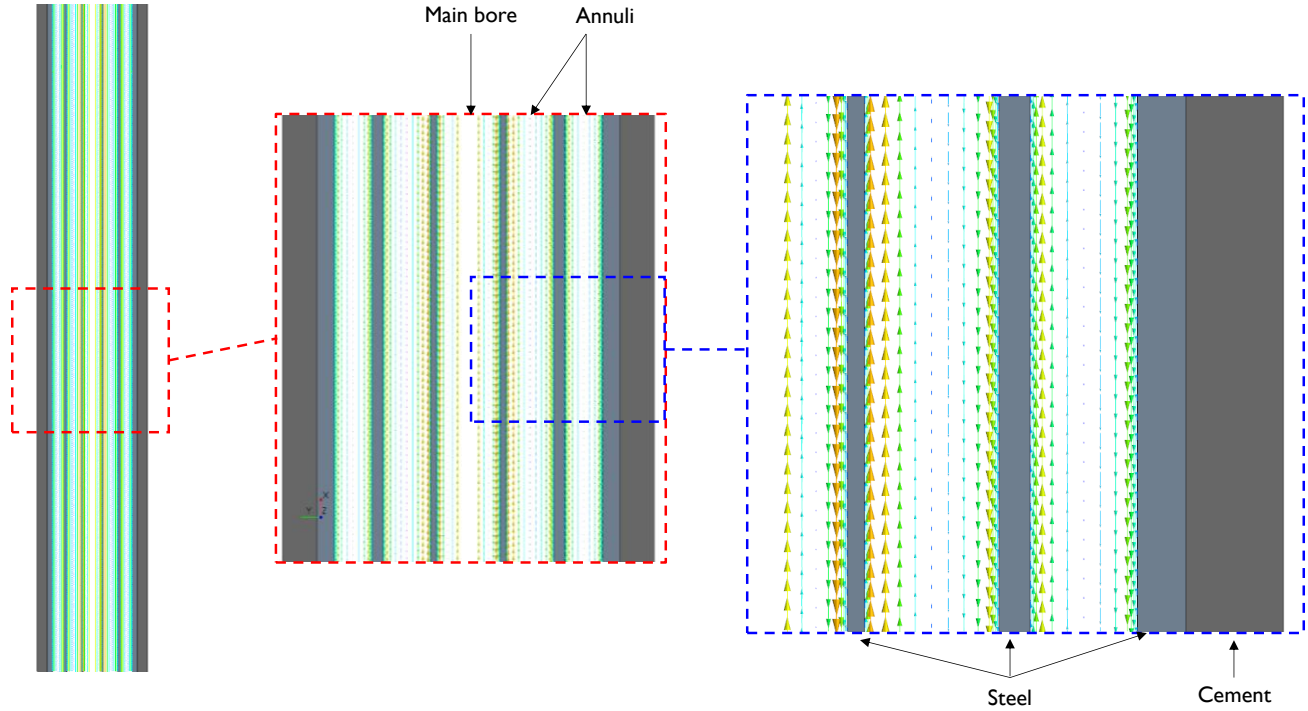 Main bore
Annuli
X
Y
Z
Steel
Cement